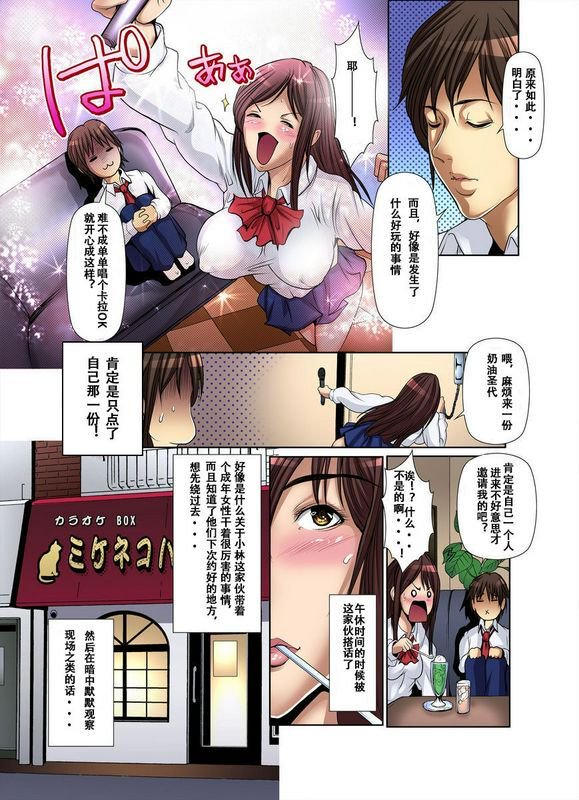 原来如此・・・
明白了・・・・
耶——！
ああぁ
ぱぁ
而且，好像是发生了
什么好玩的事情
难不成单单唱个卡拉OK
就开心成这样？
喂，麻烦来一份
奶油圣代
肯定是只点了
自己那一份！
肯定是自己一个人
进来不好意思才
邀请我的吧？
诶！？什么・・
不是的啊・・・
午休时间的时候被
这家伙搭话了
好像是什么关于小林这家伙带着
个成年女性干着很厉害的事情，
而且知道了他们下次约好的地方，
想先绕过去・・・
カラオケ BOX
ミケネコハ
然后在暗中默默观察
现场之类的话・・・・